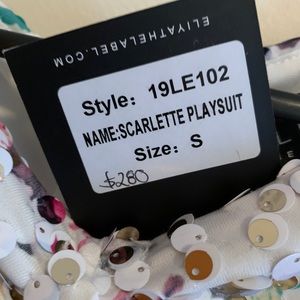 ELIYATHELABEL.COM
Style: 19LE102
NAME:SCARLETTE PLAYSUIT
Size: S
$280